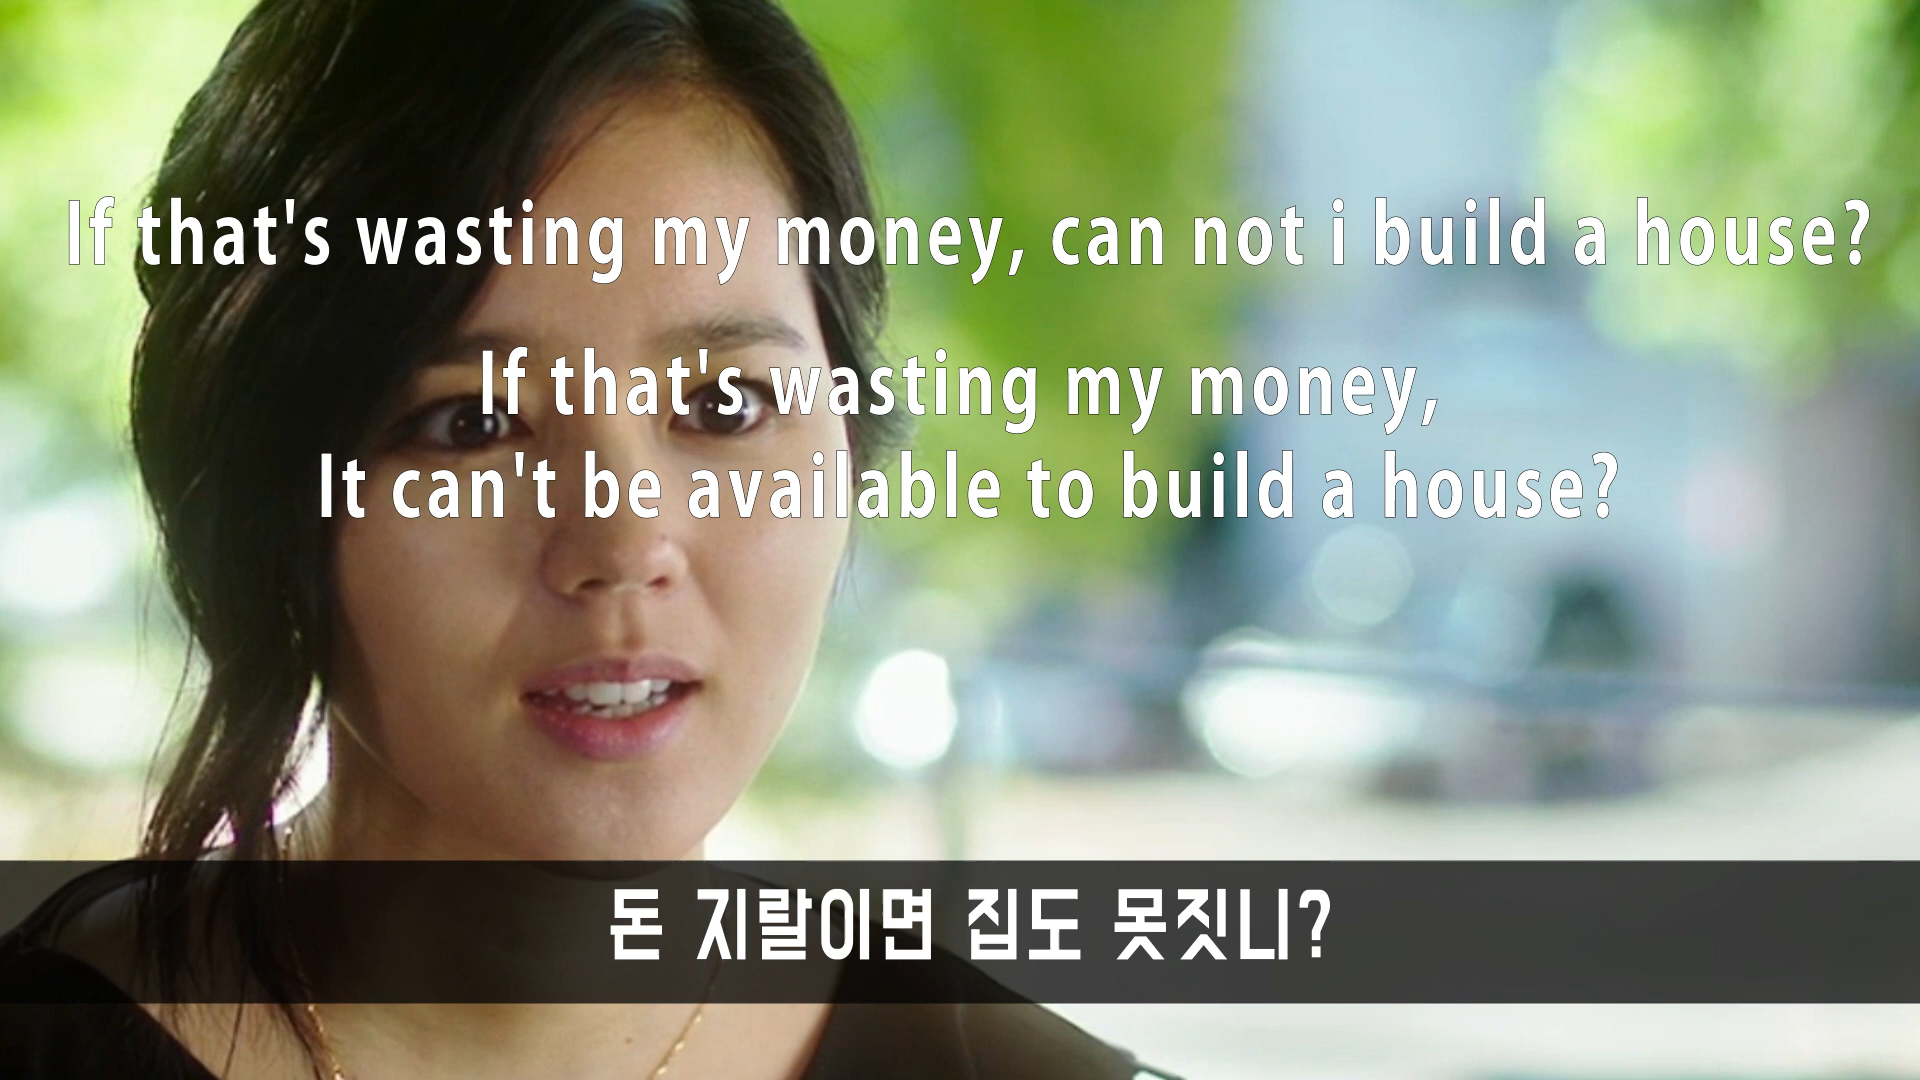 If that's wasting my money, can not i build a house?
If that's wasting my money,
It can't be available to build a house?
돈 지랄이면 집도 못짓니?